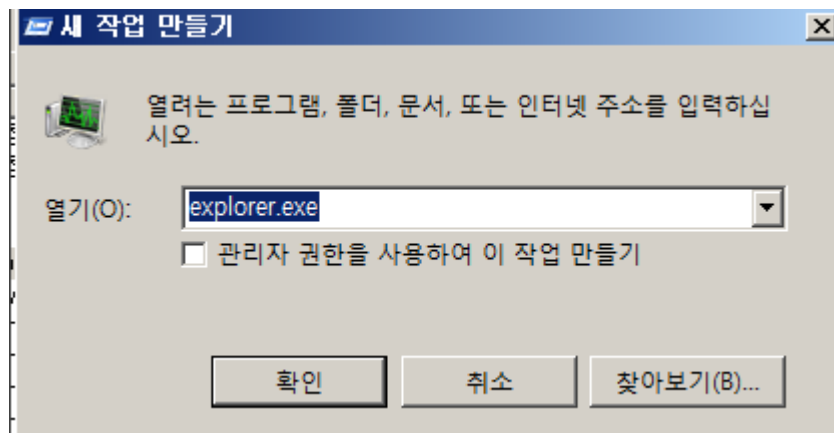 새 작업 만들기
열려는 프로그램, 폴더, 문서, 또는 인터넷 주소를 입력하십
시오.
열기(O): explorer.exe
관리자 권한을 사용하여 이 작업 만들기
확인 취소 찾아보기(B)...